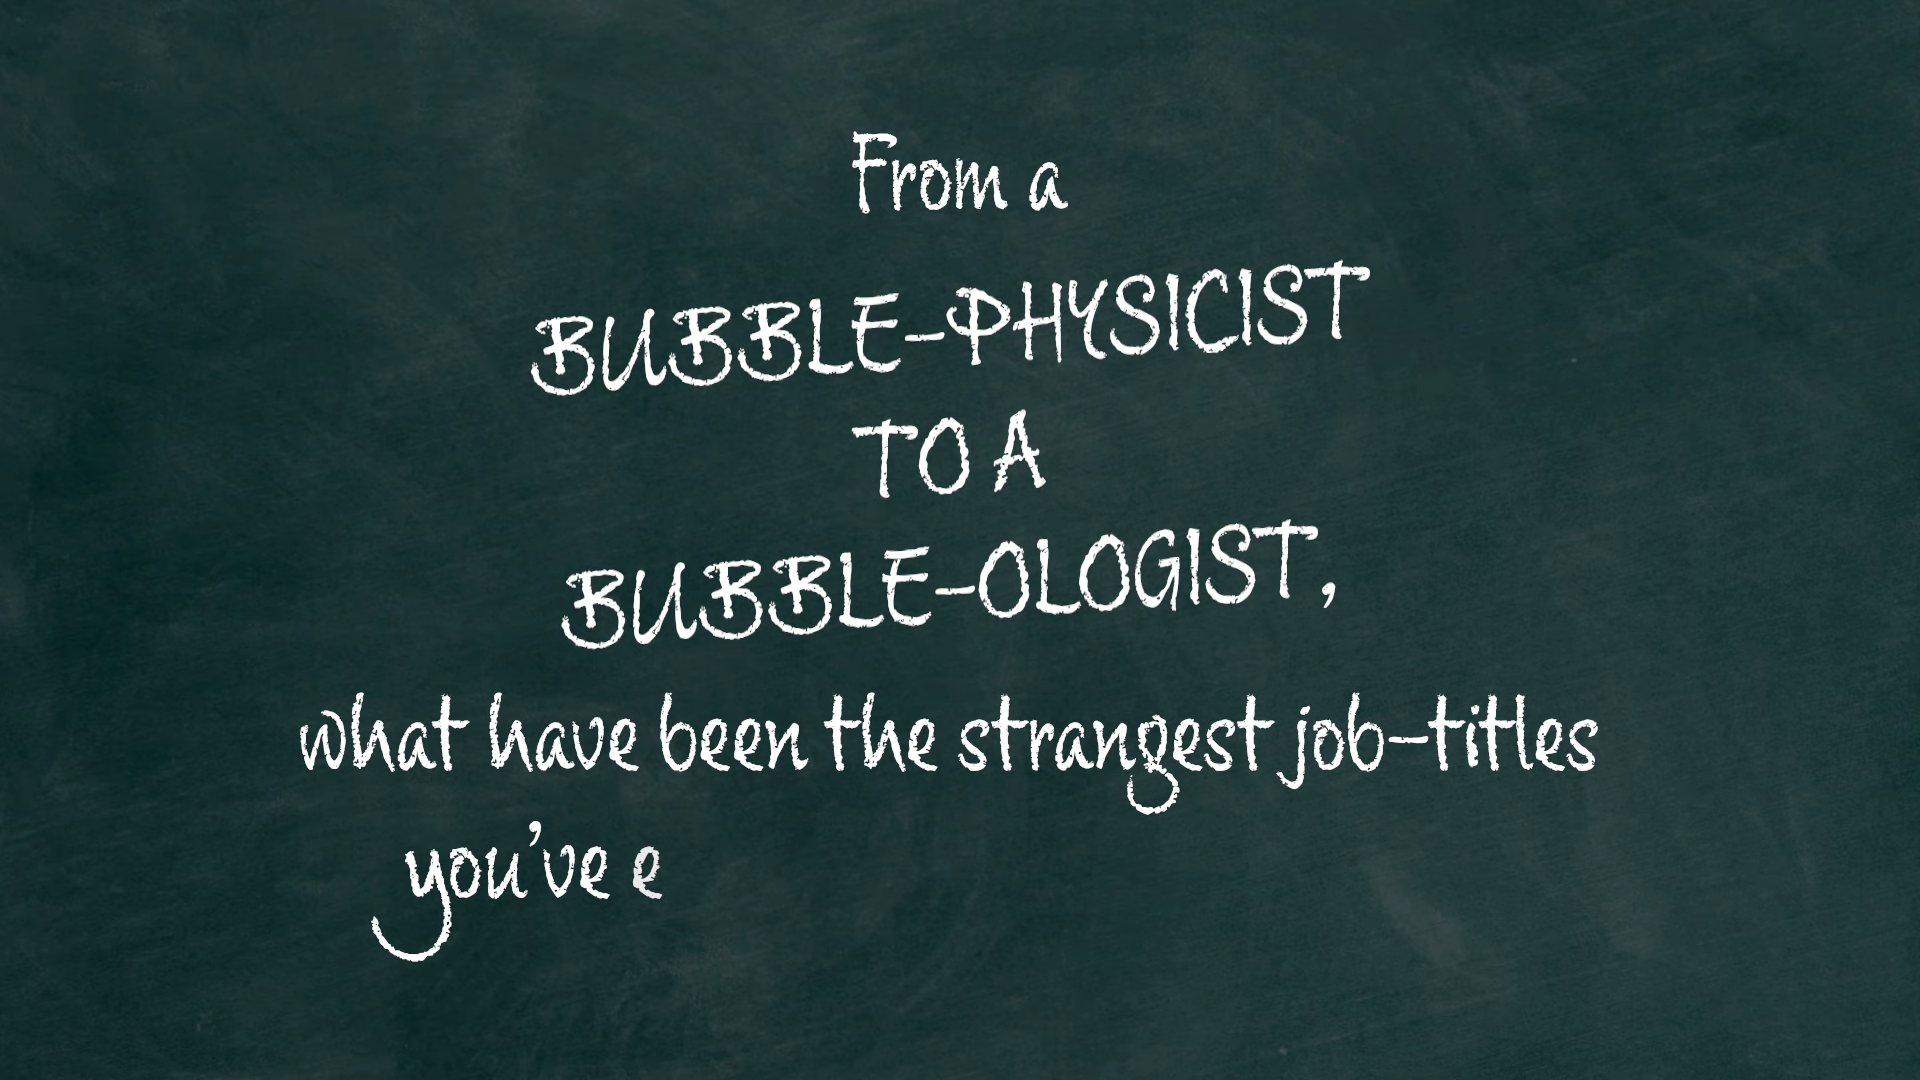 From a
BUBBLE-PHYSICIST
TO A
BUBBLE-OLOGIST,
what have been the strangest job-titles
you've e